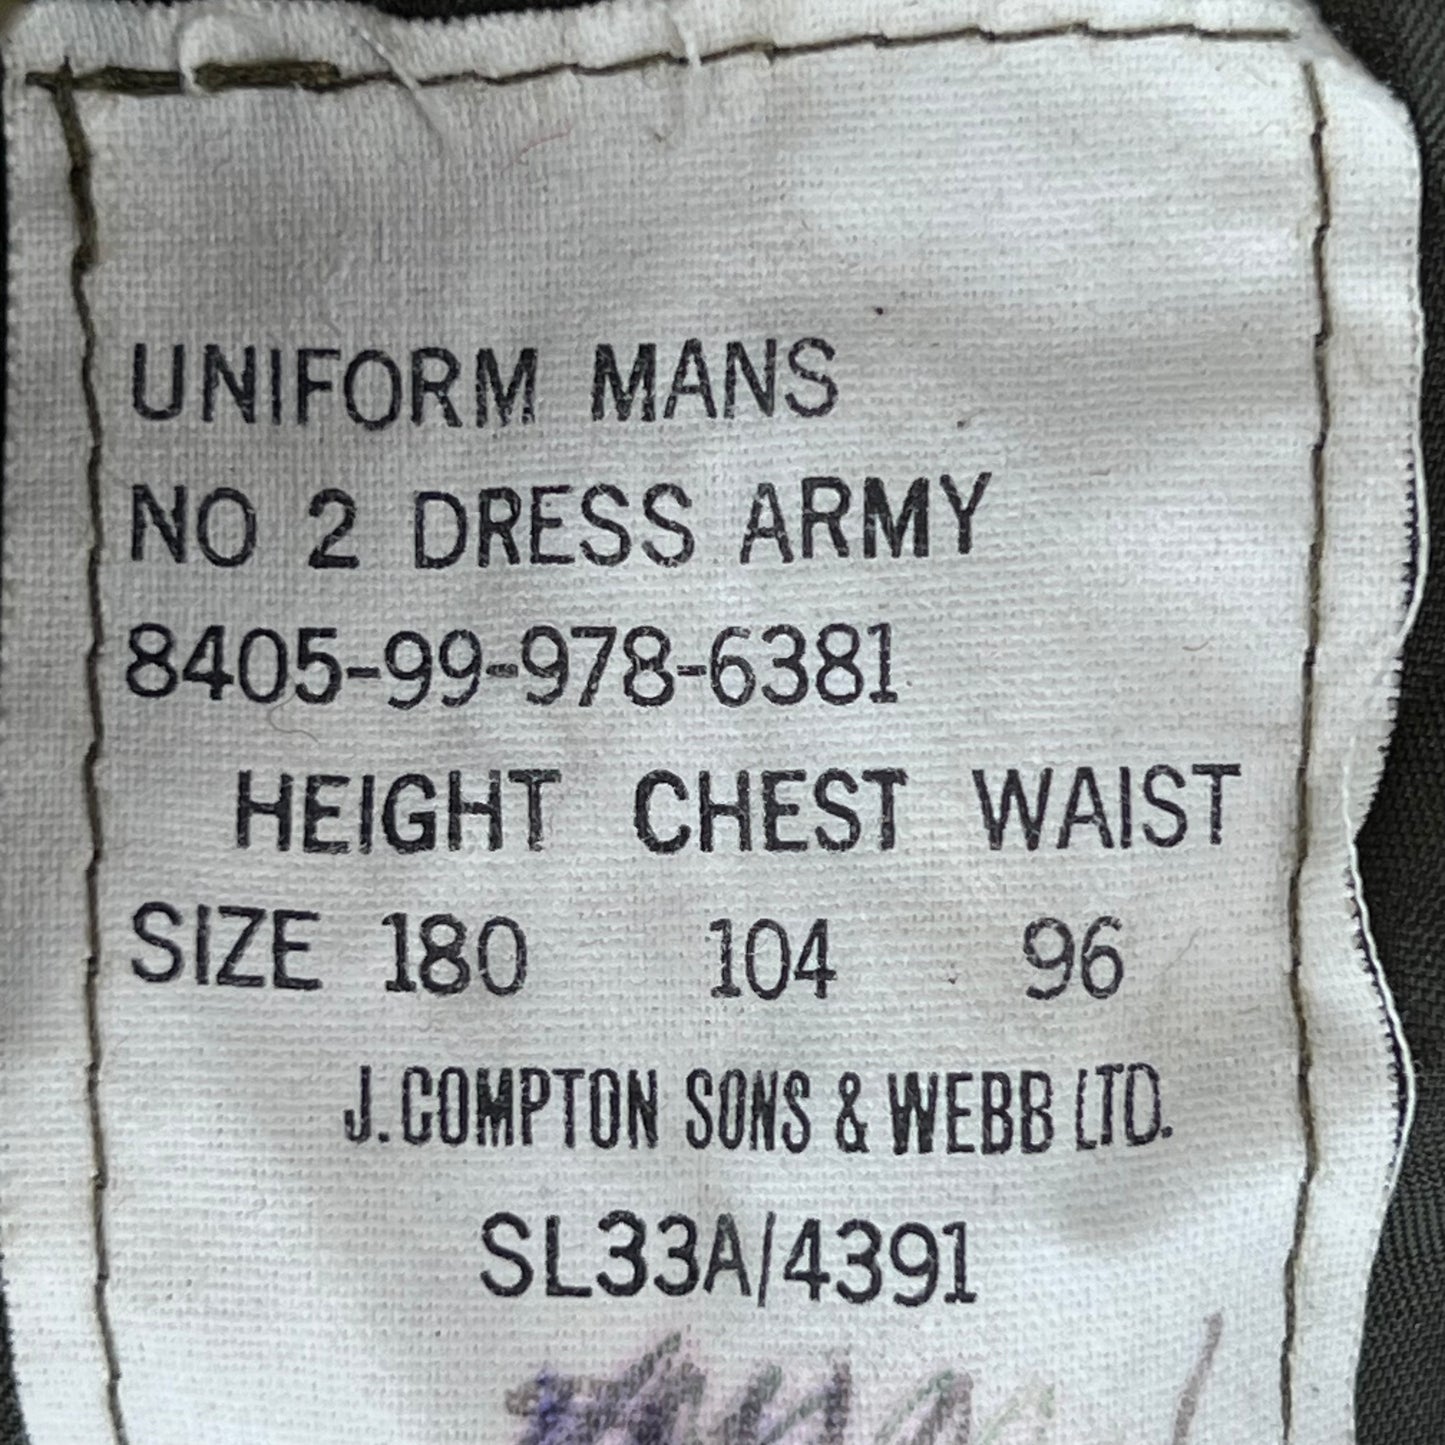 UNIFORM MANS
NO 2 DRESS ARMY
8405-99-978-6381
HEIGHT CHEST WAIST
SIZE 180 104 96
J. COMPTON SONS & WEBB LTD.
SL33A/4391